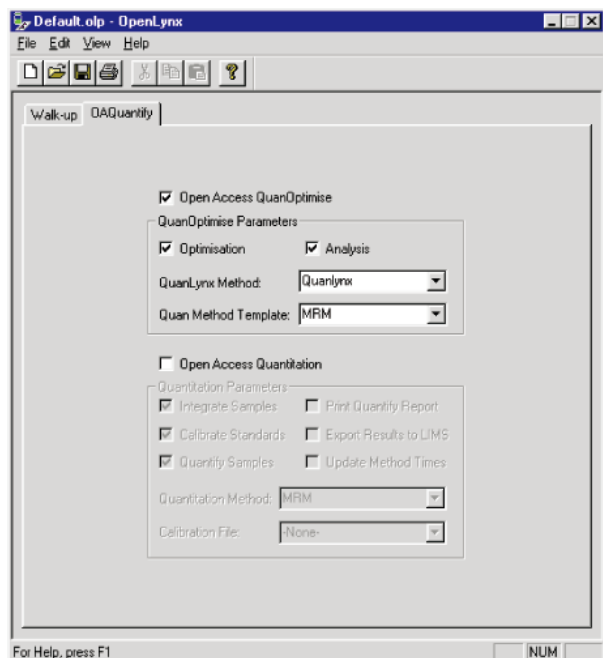 Default.olp - OpenLynx
File Edit View Help
Walk-up OAQuantify
Open Access QuanOptimise
QuanOptimise Parameters
Optimisation Analysis
QuanLynx Method: Quanlynx
Quan Method Template: MRM
Open Access Quantitation
Quantitation Parameters
Integrate Samples Print Quantify Report
Calibrate Standards Export Results to LIMS
Quantify Samples Update Method Times
Quantitation Method: MRM
Calibration File: -None-
For Help, press F1 NUM